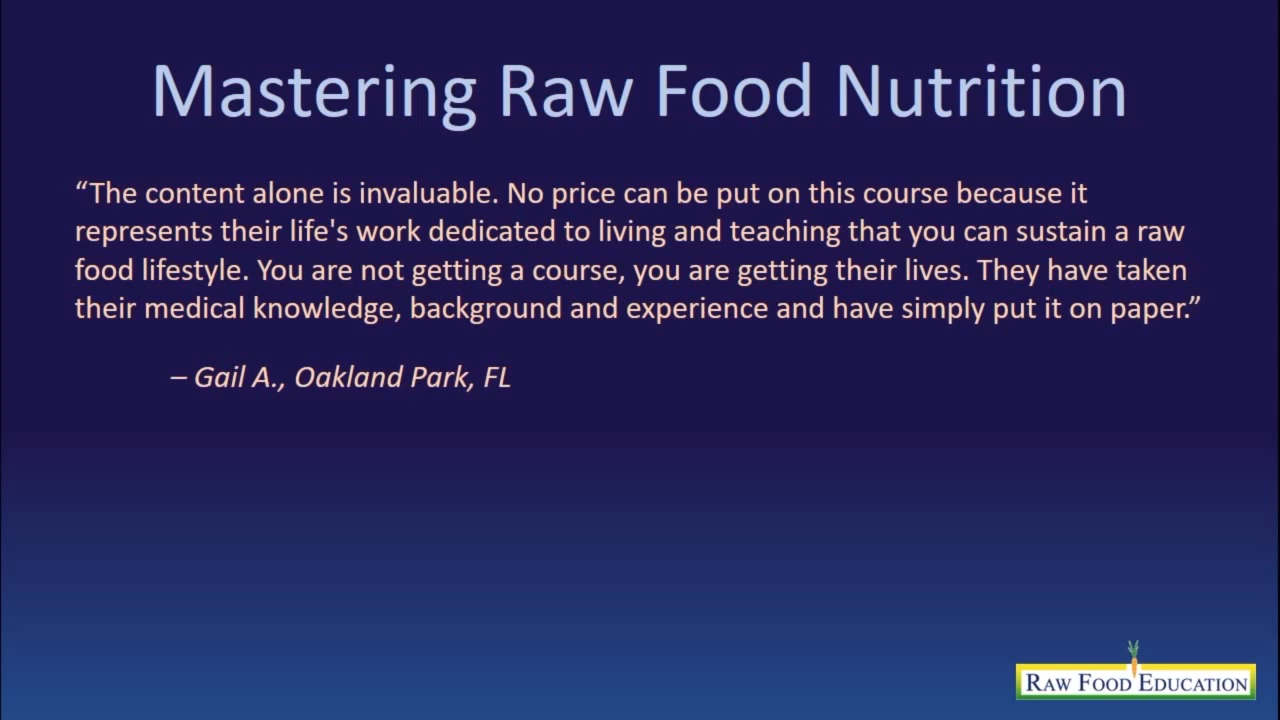 Mastering Raw Food Nutrition
“The content alone is invaluable. No price can be put on this course because it
represents their life's work dedicated to living and teaching that you can sustain a raw
food lifestyle. You are not getting a course, you are getting their lives. They have taken
their medical knowledge, background and experience and have simply put it on paper.”
– Gail A., Oakland Park, FL
RAW FOOD EDUCATION